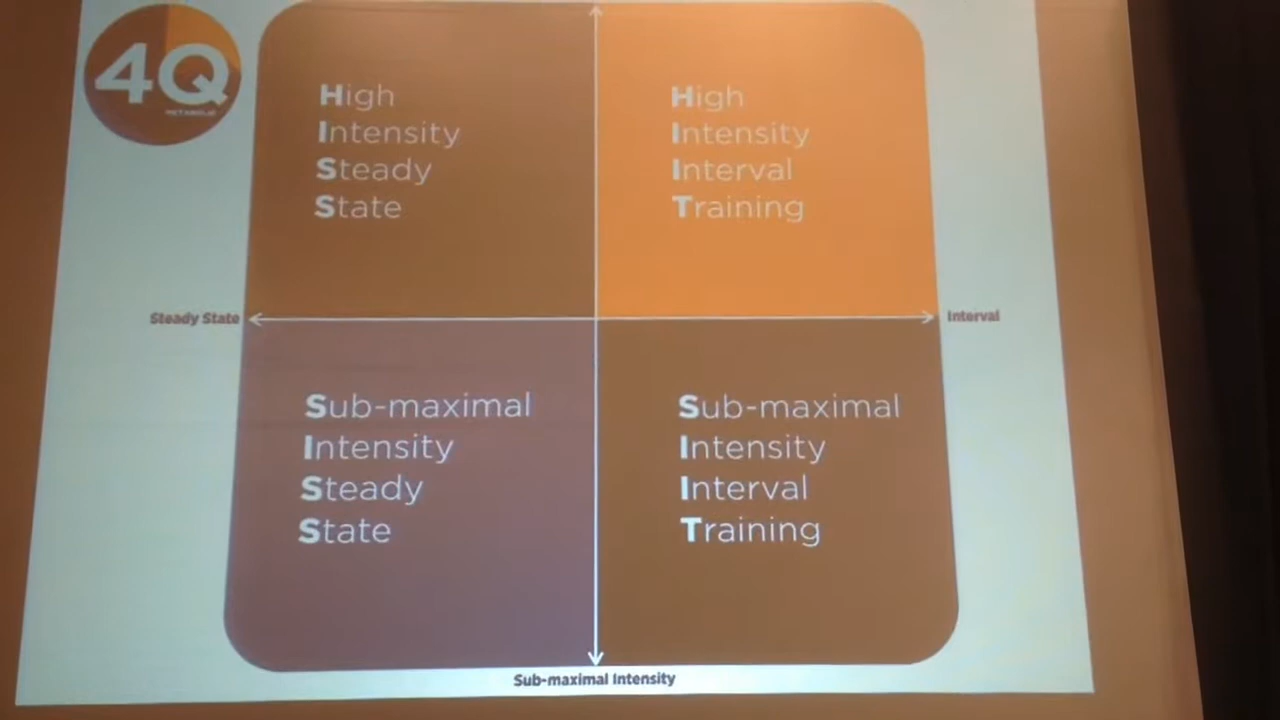 4Q
METABOLIC
High
Intensity
Steady
State
High
Intensity
Interval
Training
Steady State
Interval
Sub-maximal
Intensity
Steady
State
Sub-maximal
Intensity
Interval
Training
Sub-maximal Intensity